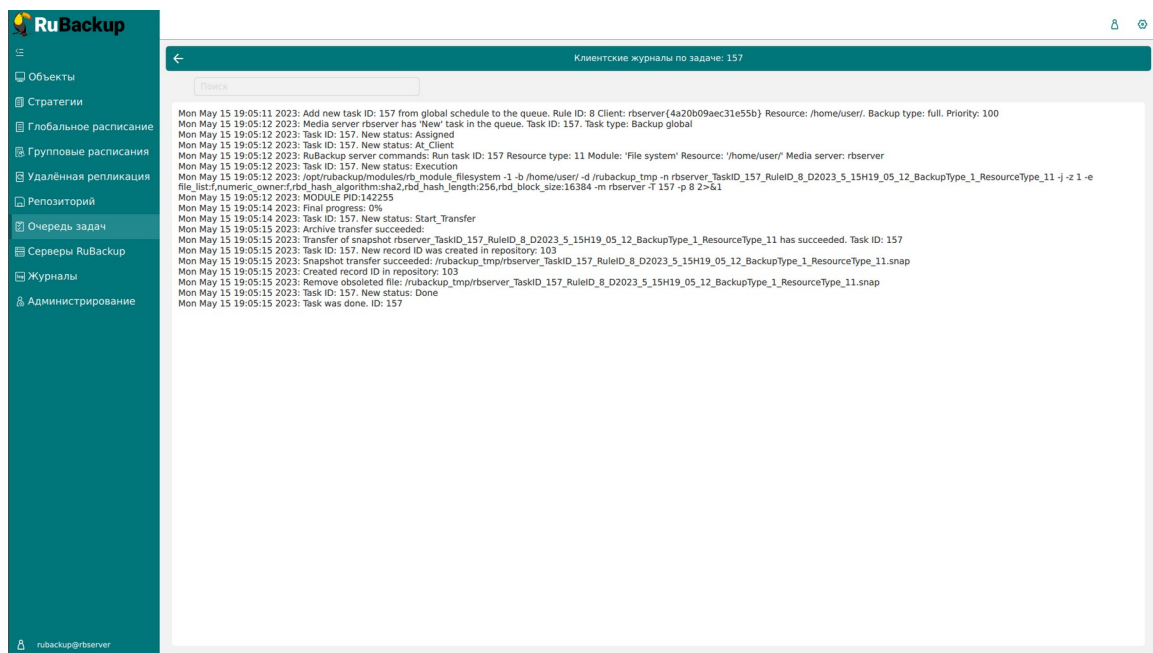 RuBackup
Объекты
Стратегии
Глобальное расписание
Групповые расписания
Удалённая репликация
Репозиторий
Очередь задач
Серверы RuBackup
Журналы
Администрирование
rubackup@rbserver
Клиентские журналы по задаче: 157
Поиск
Mon May 15 19:05:11 2023: Add new task ID: 157 from global schedule to the queue. Rule ID: 8 Client: rbserver{4a20b09aec31e55b} Resource: /home/user/. Backup type: full. Priority: 100
Mon May 15 19:05:12 2023: Media server rbserver has 'New' task in the queue. Task ID: 157. Task type: Backup global
Mon May 15 19:05:12 2023: Task ID: 157. New status: Assigned
Mon May 15 19:05:12 2023: Task ID: 157. New status: At_Client
Mon May 15 19:05:12 2023: RuBackup server commands: Run task ID: 157 Resource type: 11 Module: 'File system' Resource: '/home/user/' Media server: rbserver
Mon May 15 19:05:12 2023: Task ID: 157. New status: Execution
Mon May 15 19:05:12 2023: /opt/rubackup/modules/rb_module_filesystem -1 -b /home/user/ -d /rubackup_tmp -n rbserver_TaskID_157_RuleID_8_D2023_5_15H19_05_12_BackupType_1_ResourceType_11 -j -z 1 -e
file_list:f,numeric_owner:f,rbd_hash_algorithm:sha2,rbd_hash_length:256,rbd_block_size:16384 -m rbserver -T 157 -p 8 2>&1
Mon May 15 19:05:12 2023: MODULE PID:142255
Mon May 15 19:05:14 2023: Final progress: 0%
Mon May 15 19:05:14 2023: Task ID: 157. New status: Start_Transfer
Mon May 15 19:05:15 2023: Archive transfer succeeded:
Mon May 15 19:05:15 2023: Transfer of snapshot rbserver_TaskID_157_RuleID_8_D2023_5_15H19_05_12_BackupType_1_ResourceType_11 has succeeded. Task ID: 157
Mon May 15 19:05:15 2023: Task ID: 157. New record ID was created in repository: 103
Mon May 15 19:05:15 2023: Snapshot transfer succeeded: /rubackup_tmp/rbserver_TaskID_157_RuleID_8_D2023_5_15H19_05_12_BackupType_1_ResourceType_11.snap
Mon May 15 19:05:15 2023: Created record ID in repository: 103
Mon May 15 19:05:15 2023: Remove obsoleted file: /rubackup_tmp/rbserver_TaskID_157_RuleID_8_D2023_5_15H19_05_12_BackupType_1_ResourceType_11.snap
Mon May 15 19:05:15 2023: Task ID: 157. New status: Done
Mon May 15 19:05:15 2023: Task was done. ID: 157